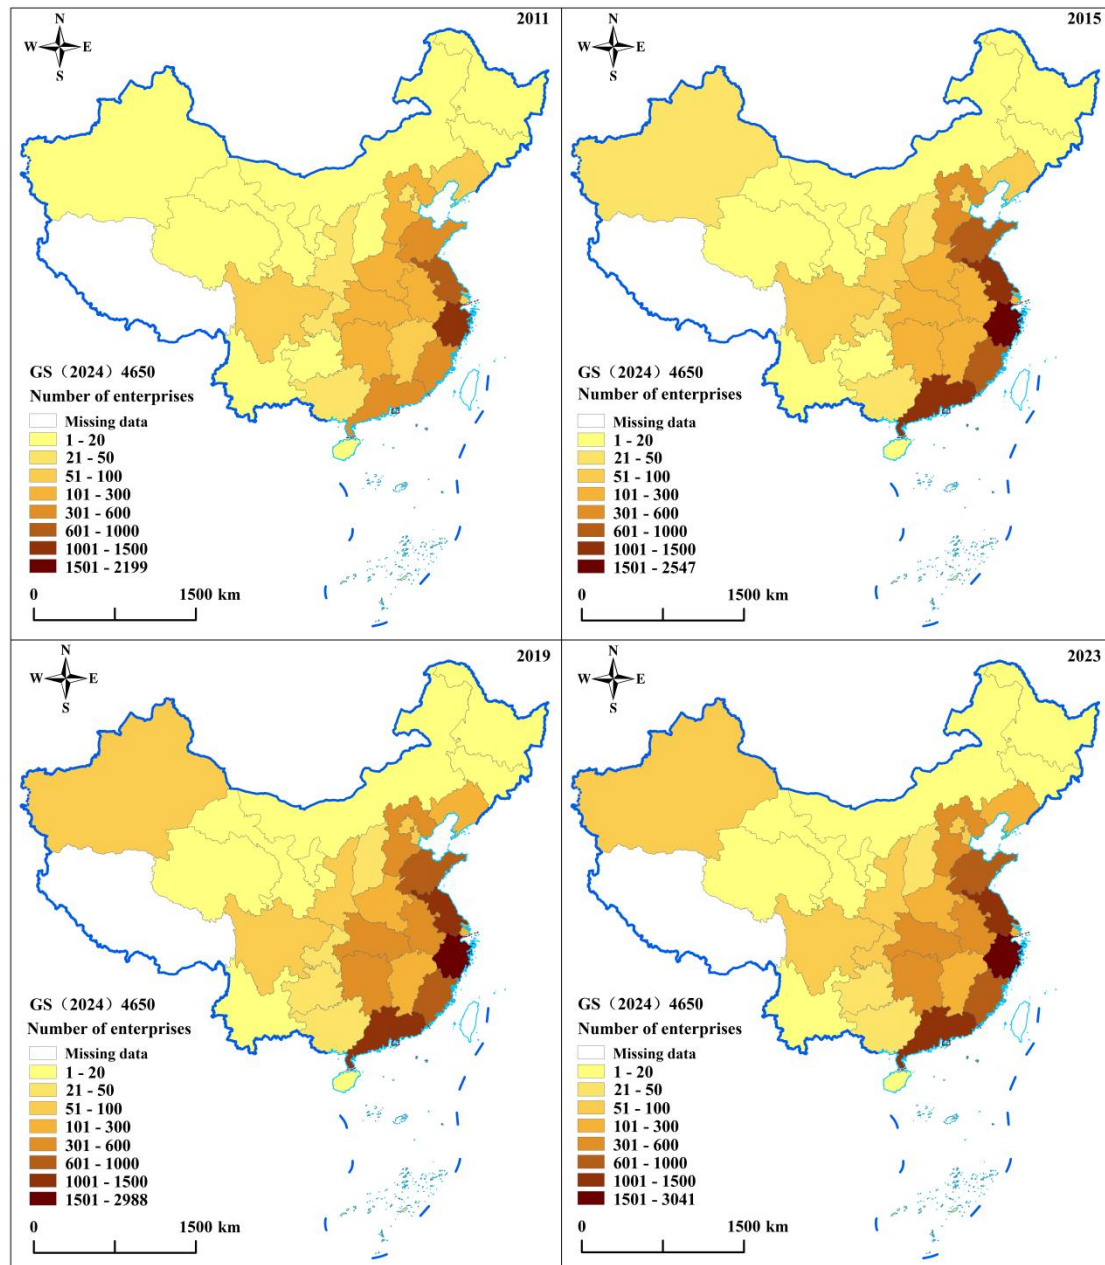 2011
N
W E
S
GS（2024）4650
Number of enterprises
Missing data
1 - 20
21 - 50
51 - 100
101 - 300
301 - 600
601 - 1000
1001 - 1500
1501 - 2199
0 1500 km
2015
N
W E
S
GS（2024）4650
Number of enterprises
Missing data
1 - 20
21 - 50
51 - 100
101 - 300
301 - 600
601 - 1000
1001 - 1500
1501 - 2547
0 1500 km
2019
N
W E
S
GS（2024）4650
Number of enterprises
Missing data
1 - 20
21 - 50
51 - 100
101 - 300
301 - 600
601 - 1000
1001 - 1500
1501 - 2988
0 1500 km
2023
N
W E
S
GS（2024）4650
Number of enterprises
Missing data
1 - 20
21 - 50
51 - 100
101 - 300
301 - 600
601 - 1000
1001 - 1500
1501 - 3041
0 1500 km